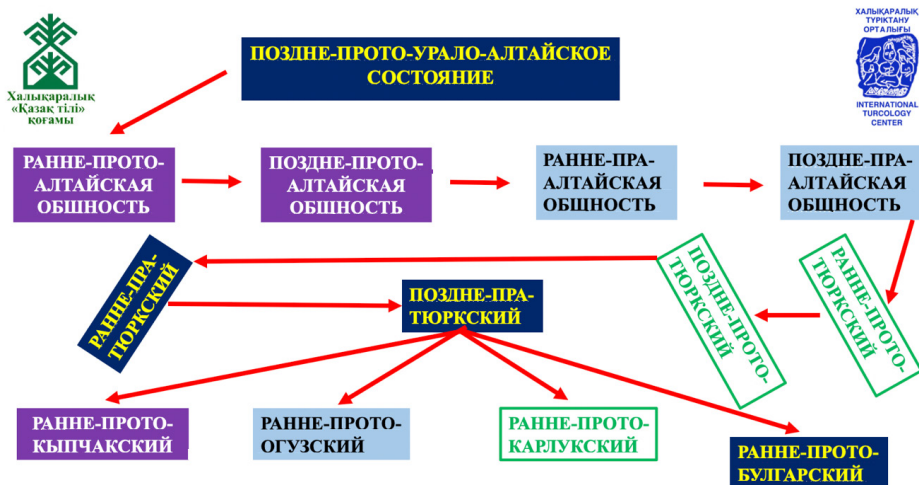 Халықаралық
«Қазақ тілі»
қоғамы
ПОЗДНЕ-ПРОТО-УРАЛО-АЛТАЙСКОЕ
СОСТОЯНИЕ
ХАЛЫҚАРАЛЫҚ
ТҮРІКТАНУ
ОРТАЛЫҒЫ
INTERNATIONAL
TURCOLOGY
CENTER
РАННЕ-ПРОТО-
АЛТАЙСКАЯ
ОБШНОСТЬ
ПОЗДНЕ-ПРОТО-
АЛТАЙСКАЯ
ОБШНОСТЬ
РАННЕ-ПРА-
АЛТАЙСКАЯ
ОБЩНОСТЬ
ПОЗДНЕ-ПРА-
АЛТАЙСКАЯ
ОБЩНОСТЬ
РАННЕ-ПРА-
ТЮРКСКИЙ
ПОЗДНЕ-ПРА-
ТЮРКСКИЙ
ПОЗДНЕ-ПРОТО-
ТЮРКСКИЙ
РАННЕ-ПРОТО-
ТЮРКСКИЙ
РАННЕ-ПРОТО-
КЫПЧАКСКИЙ
РАННЕ-ПРОТО-
ОГУЗСКИЙ
РАННЕ-ПРОТО-
КАРЛУКСКИЙ
РАННЕ-ПРОТО-
БУЛГАРСКИЙ